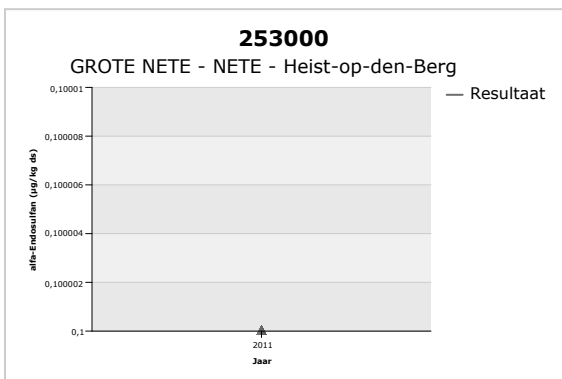 253000
GROTE NETE - NETE - Heist-op-den-Berg
Resultaat
alfa-Endosulfan (µg/kg ds)
0,10001
0,100008
0,100006
0,100004
0,100002
0,1
2011
Jaar